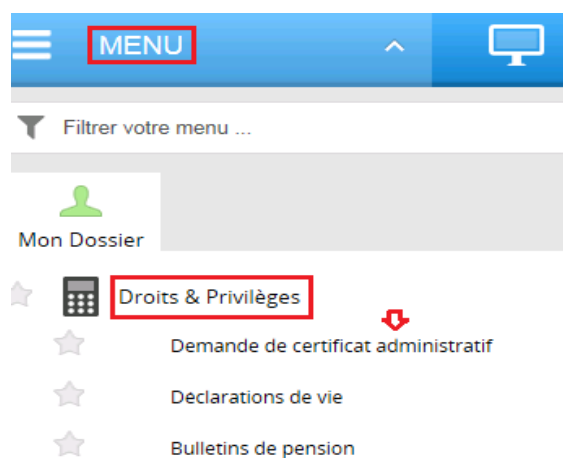 MENU
Filtrer votre menu ...
Mon Dossier
Droits & Privilèges
Demande de certificat administratif
Déclarations de vie
Bulletins de pension